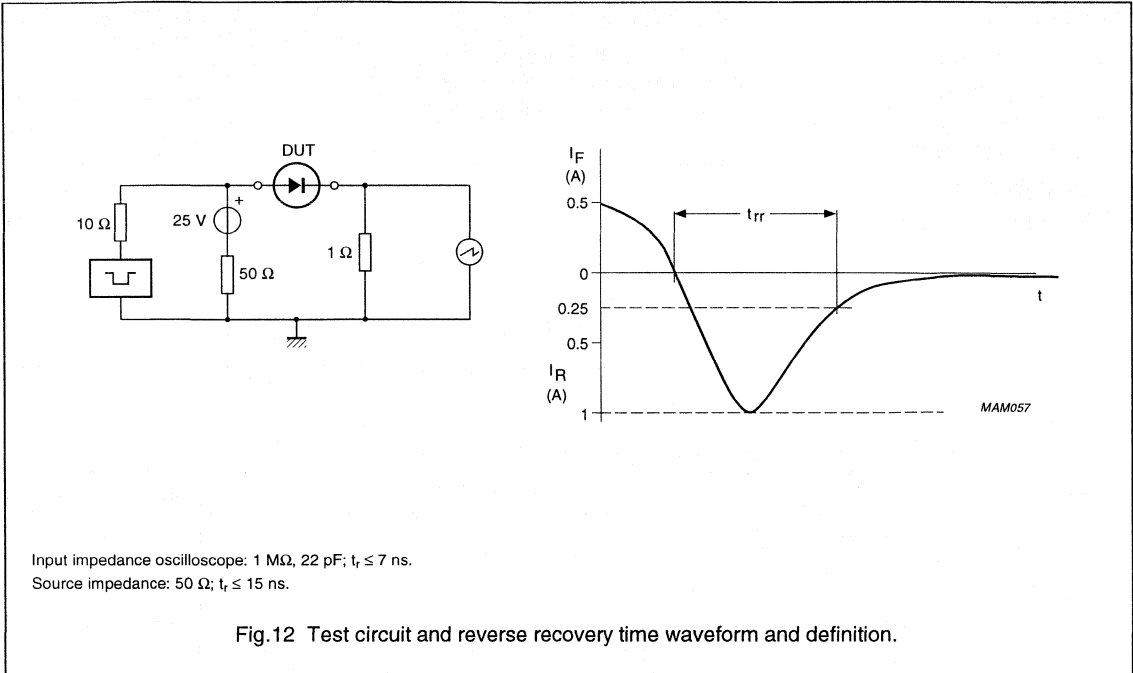 DUT
10 Ω
25 V
+
50 Ω
1 Ω
I_F
(A)
0.5
t_rr
0
0.25
t
0.5
I_R
(A)
1
MAM057
Input impedance oscilloscope: 1 MΩ, 22 pF; t_r ≤ 7 ns.
Source impedance: 50 Ω; t_r ≤ 15 ns.
Fig.12 Test circuit and reverse recovery time waveform and definition.